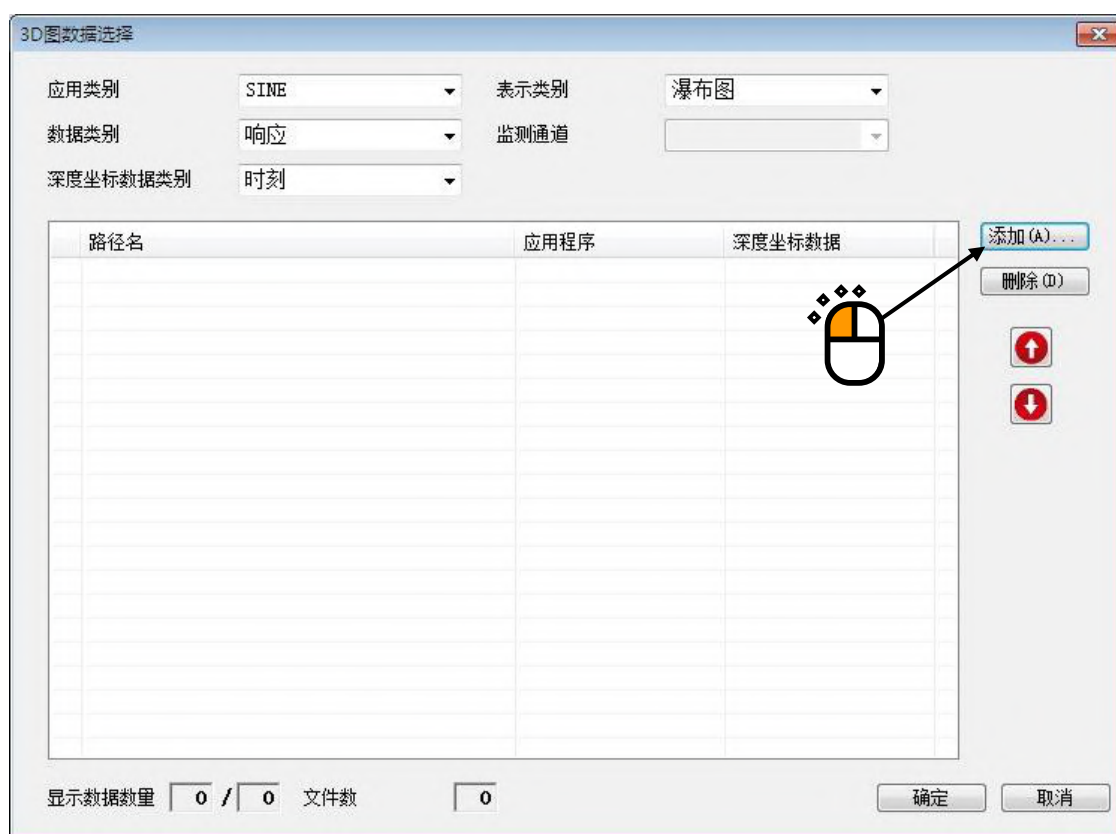 3D图数据选择
应用类别 SINE 表示类别 瀑布图
数据类别 响应 监测通道
深度坐标数据类别 时刻
路径名 应用程序 深度坐标数据
添加(A)...
删除(D)
显示数据数量 0 / 0 文件数 0 确定 取消